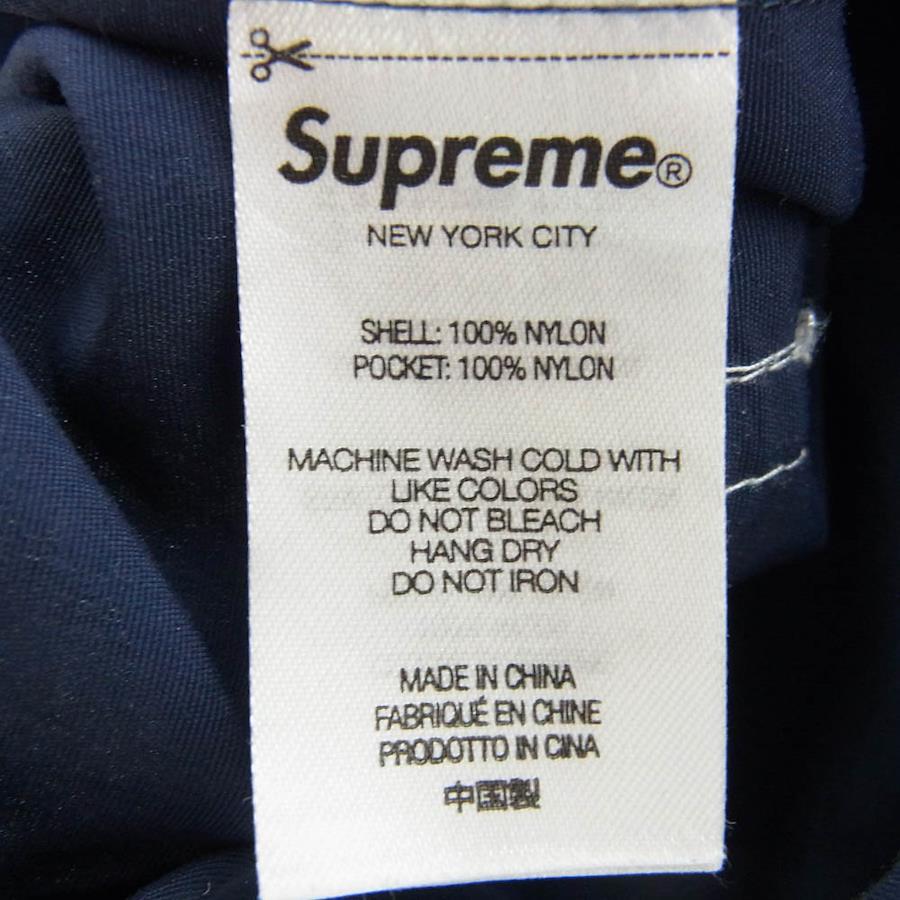 Supreme®
NEW YORK CITY
SHELL: 100% NYLON
POCKET: 100% NYLON
MACHINE WASH COLD WITH
LIKE COLORS
DO NOT BLEACH
HANG DRY
DO NOT IRON
MADE IN CHINA
FABRIQUÉ EN CHINE
PRODOTTO IN CINA
中国製